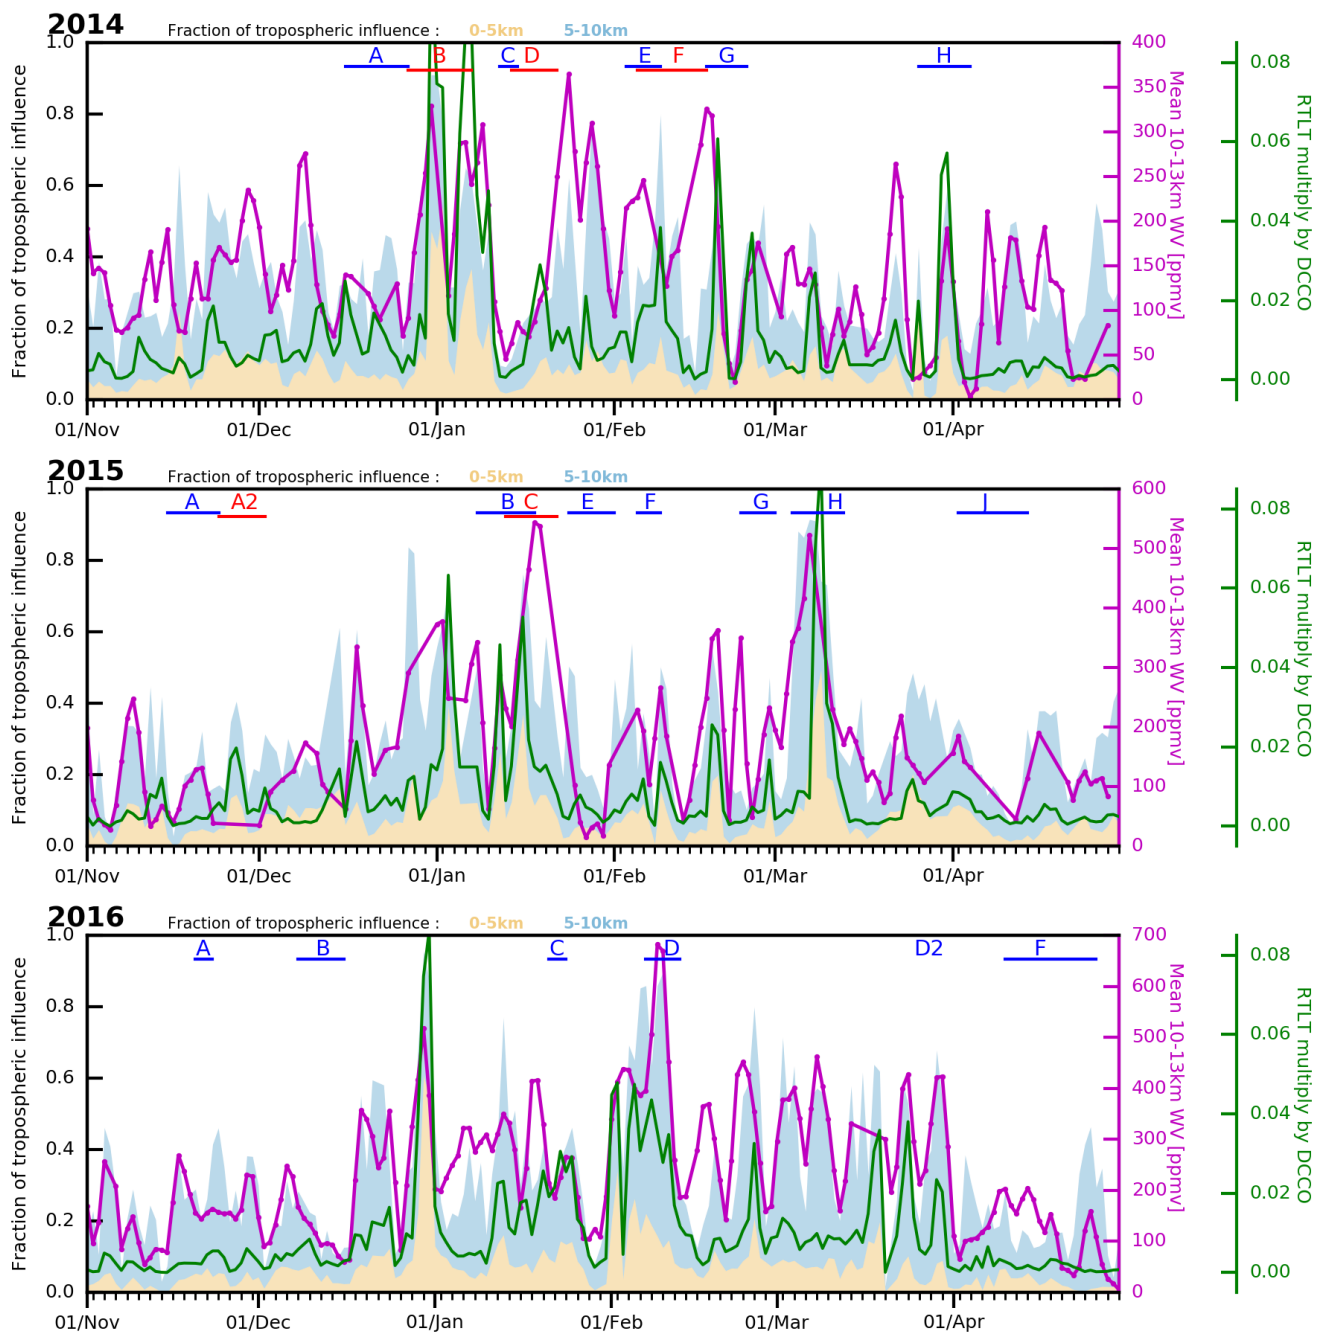 2014
Fraction of tropospheric influence : 0-5km 5-10km
A B C D E F G H
1.0 0.8 0.6 0.4 0.2 0.0
Fraction of tropospheric influence
400 350 300 250 200 150 100 50 0
Mean 10-13km WV [ppmv]
0.08 0.06 0.04 0.02 0.00
RTLT multiply by DCCO
01/Nov 01/Dec 01/Jan 01/Feb 01/Mar 01/Apr
2015
Fraction of tropospheric influence : 0-5km 5-10km
A A2 B C E F G H J
1.0 0.8 0.6 0.4 0.2 0.0
Fraction of tropospheric influence
600 500 400 300 200 100 0
Mean 10-13km WV [ppmv]
0.08 0.06 0.04 0.02 0.00
RTLT multiply by DCCO
01/Nov 01/Dec 01/Jan 01/Feb 01/Mar 01/Apr
2016
Fraction of tropospheric influence : 0-5km 5-10km
A B C D D2 F
1.0 0.8 0.6 0.4 0.2 0.0
Fraction of tropospheric influence
700 600 500 400 300 200 100 0
Mean 10-13km WV [ppmv]
0.08 0.06 0.04 0.02 0.00
RTLT multiply by DCCO
01/Nov 01/Dec 01/Jan 01/Feb 01/Mar 01/Apr